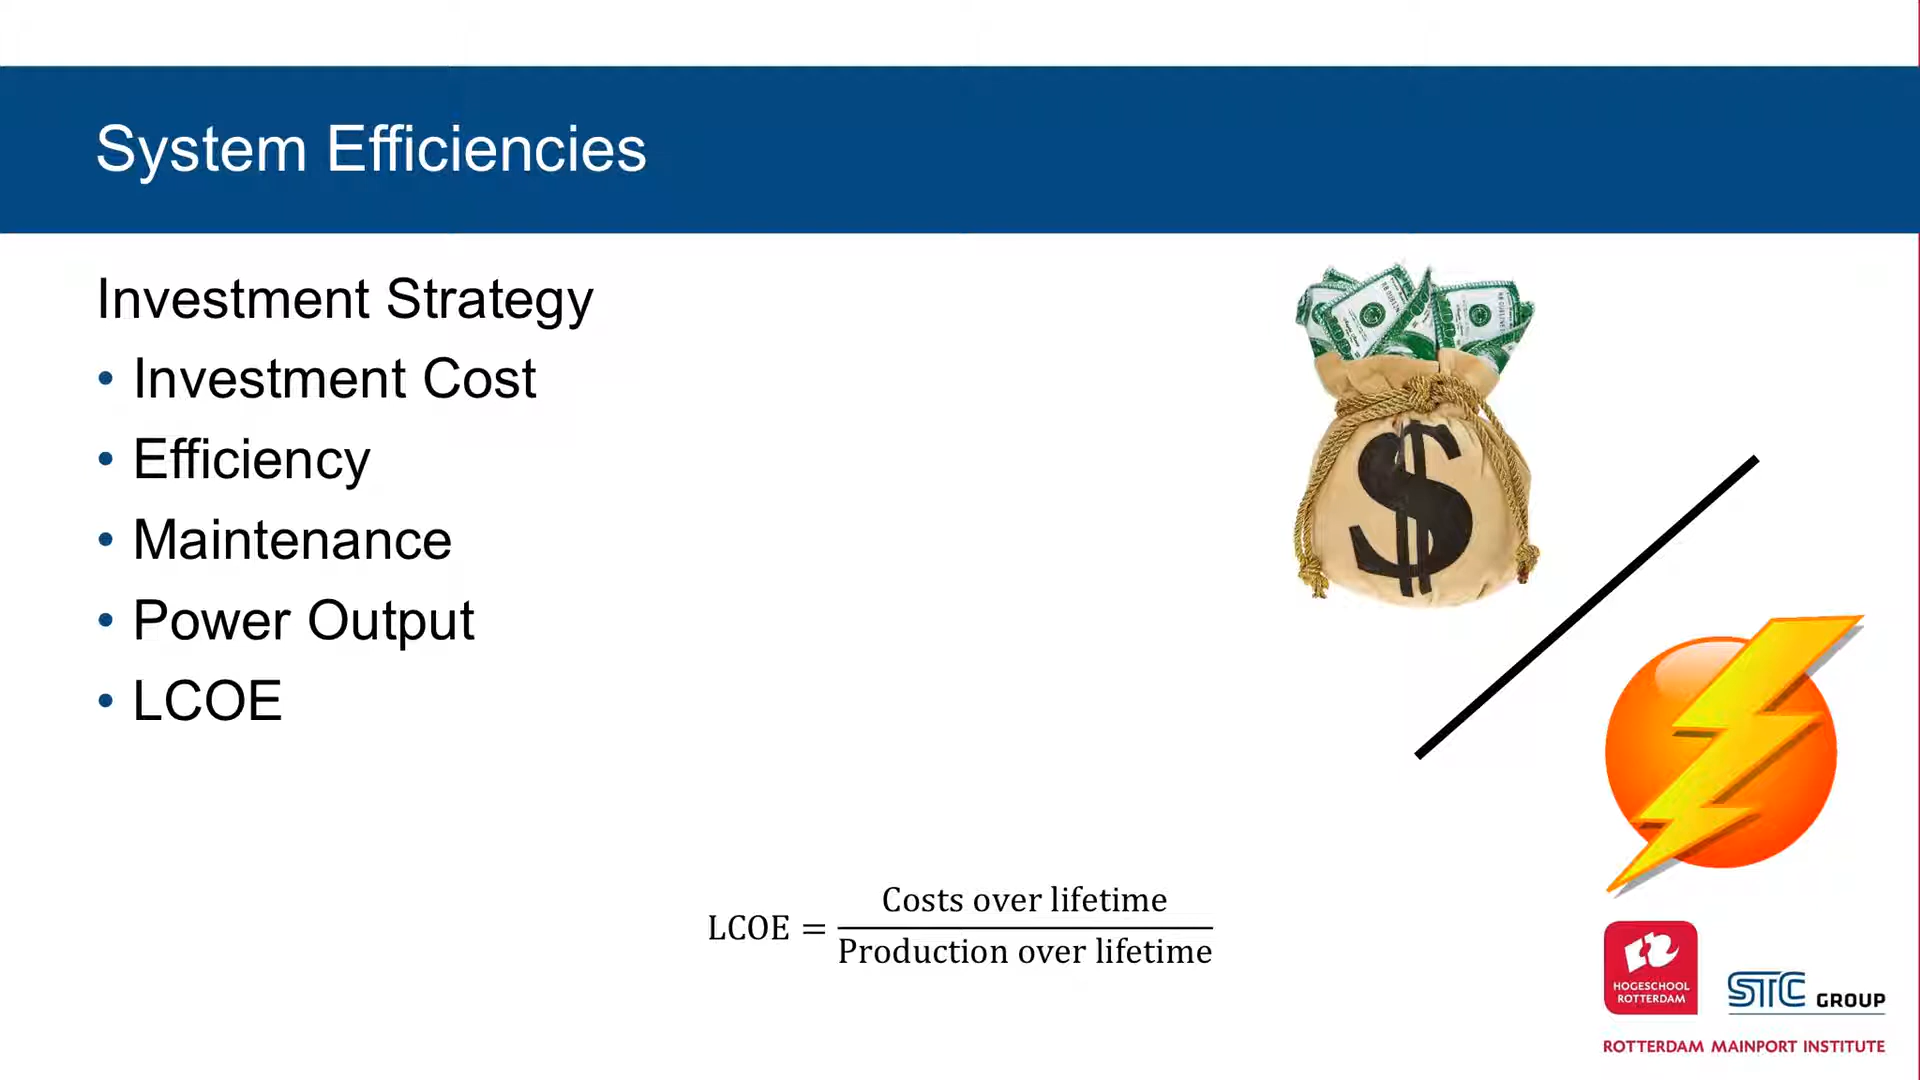 System Efficiencies
Investment Strategy
• Investment Cost
• Efficiency
• Maintenance
• Power Output
• LCOE
$
LCOE = Costs over lifetime / Production over lifetime
HOGESCHOOL
ROTTERDAM
STC GROUP
ROTTERDAM MAINPORT INSTITUTE